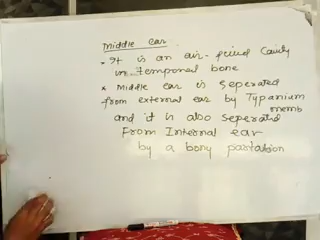 Middle ear
• It is an air-filled Cavity
in Temporal bone
* Middle ear is Seperated
from external ear by Tympanium
memb
and it is also seperated
From Internal ear
by a bony partation